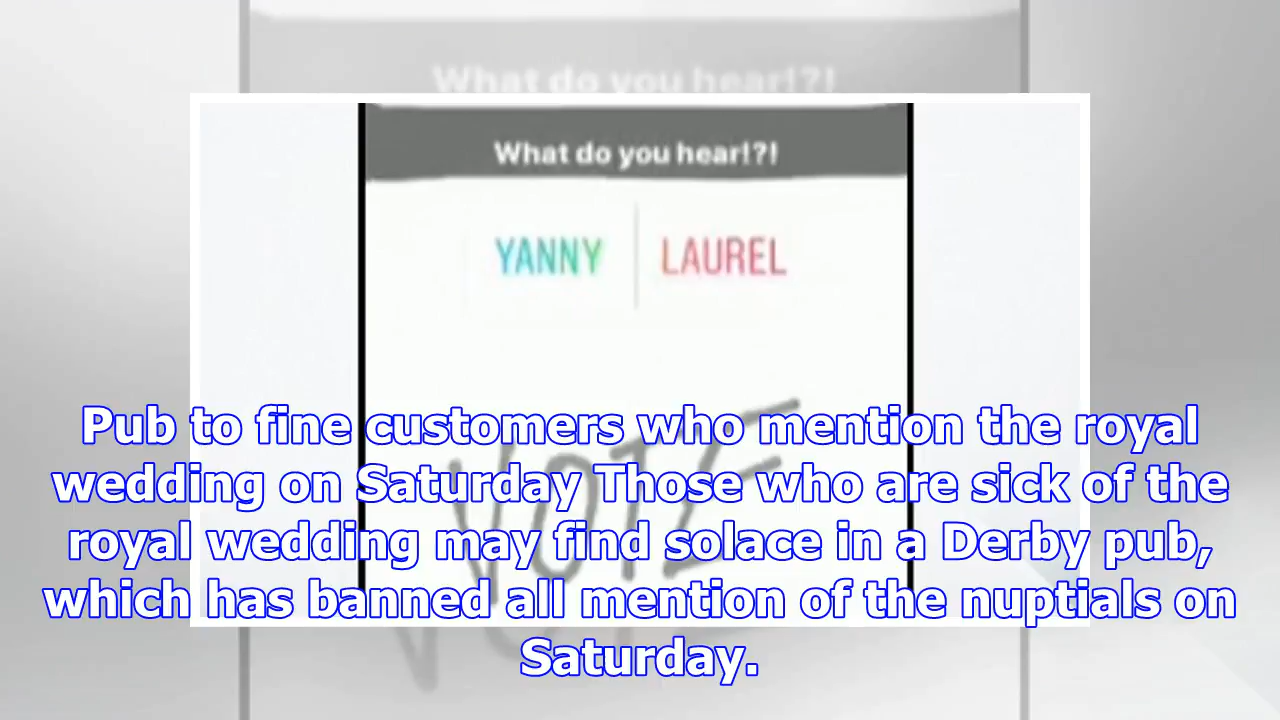 What do you hear!?!
What do you hear!?!
YANNY LAUREL
VOTE
Pub to fine customers who mention the royal
wedding on Saturday Those who are sick of the
royal wedding may find solace in a Derby pub,
which has banned all mention of the nuptials on
Saturday.